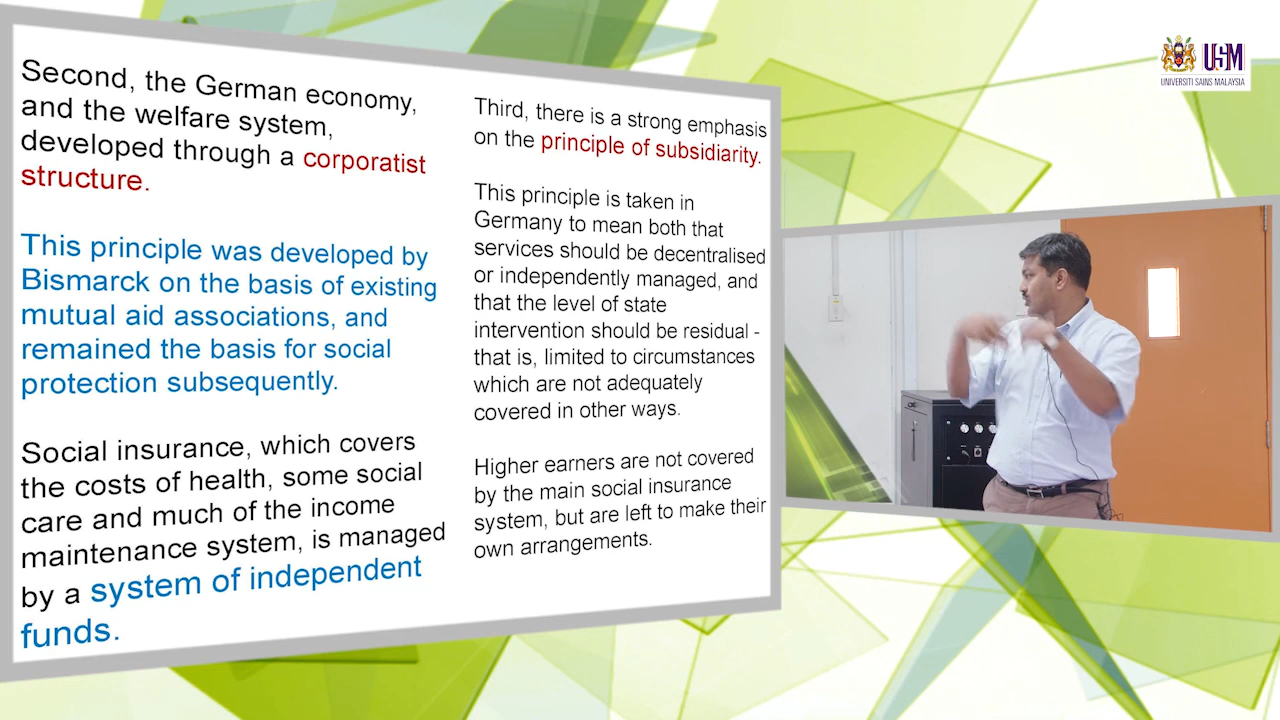 Second, the German economy,
and the welfare system,
developed through a corporatist
structure.
This principle was developed by
Bismarck on the basis of existing
mutual aid associations, and
remained the basis for social
protection subsequently.
Social insurance, which covers
the costs of health, some social
care and much of the income
maintenance system, is managed
by a system of independent
funds.
Third, there is a strong emphasis
on the principle of subsidiarity.
This principle is taken in
Germany to mean both that
services should be decentralised
or independently managed, and
that the level of state
intervention should be residual -
that is, limited to circumstances
which are not adequately
covered in other ways.
Higher earners are not covered
by the main social insurance
system, but are left to make their
own arrangements.
USM
UNIVERSITI SAINS MALAYSIA